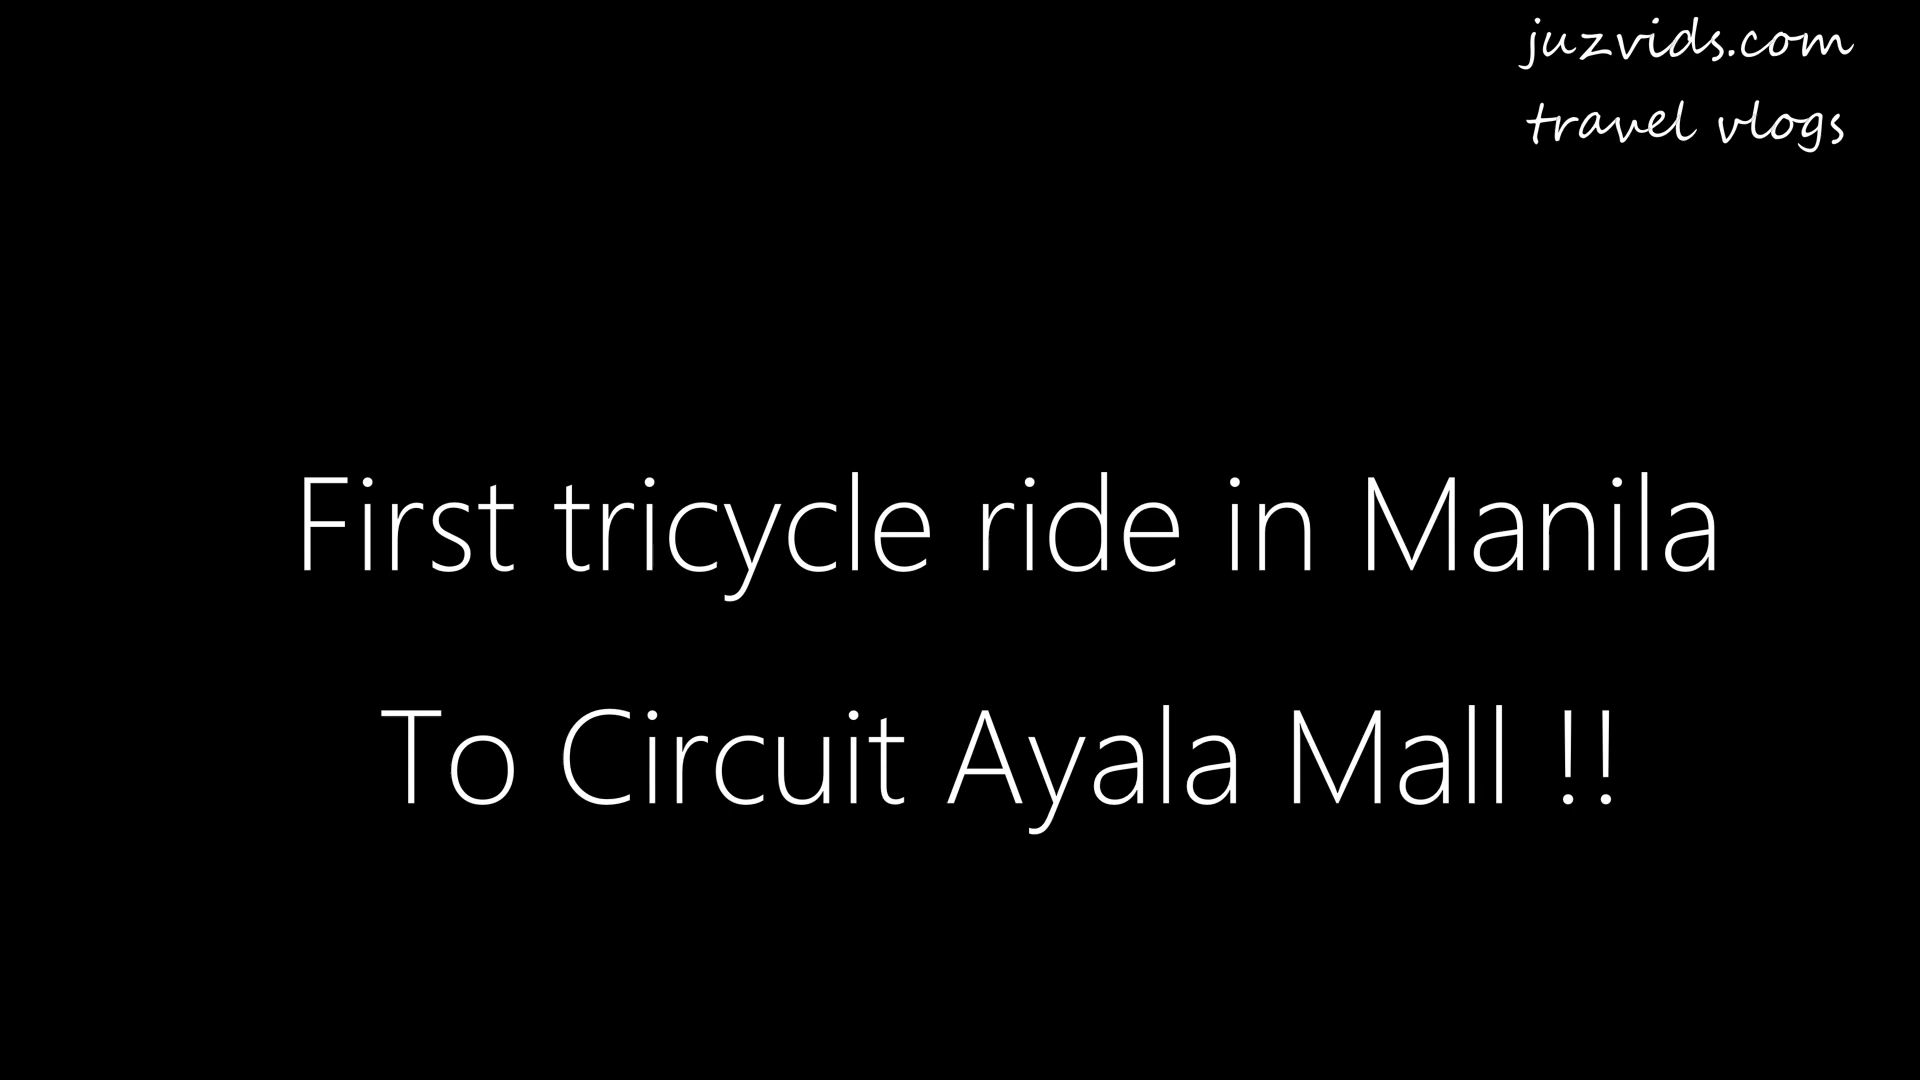 juzvids.com
travel vlogs
First tricycle ride in Manila
To Circuit Ayala Mall !!